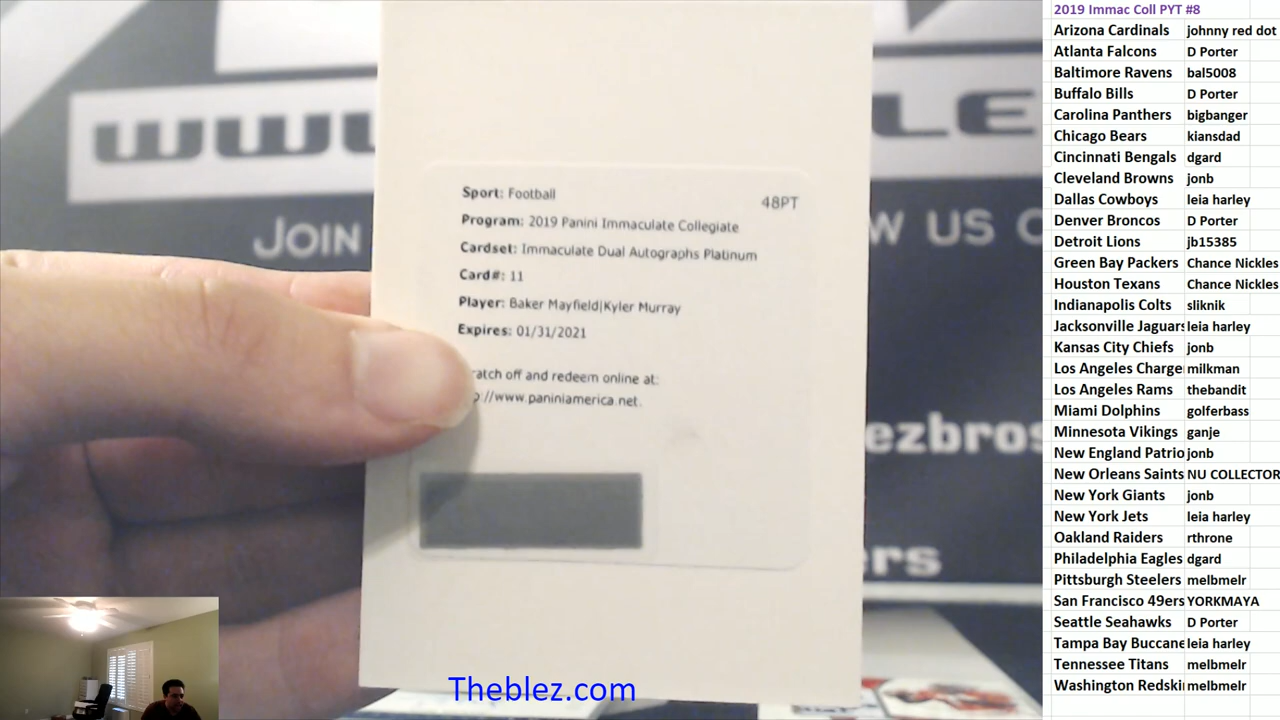 WWW
LE
JOIN
W US O
Sport: Football
48PT
Program: 2019 Panini Immaculate Collegiate
Cardset: Immaculate Dual Autographs Platinum
Card#: 11
Player: Baker Mayfield|Kyler Murray
Expires: 01/31/2021
atch off and redeem online at:
://www.paniniamerica.net.
ezbros
ers
Theblez.com
2019 Immac Coll PYT #8
Arizona Cardinals johnny red dot
Atlanta Falcons D Porter
Baltimore Ravens bal5008
Buffalo Bills D Porter
Carolina Panthers bigbanger
Chicago Bears kiansdad
Cincinnati Bengals dgard
Cleveland Browns jonb
Dallas Cowboys leia harley
Denver Broncos D Porter
Detroit Lions jb15385
Green Bay Packers Chance Nickles
Houston Texans Chance Nickles
Indianapolis Colts sliknik
Jacksonville Jaguars leia harley
Kansas City Chiefs jonb
Los Angeles Charge milkman
Los Angeles Rams thebandit
Miami Dolphins golferbass
Minnesota Vikings ganje
New England Patrio jonb
New Orleans Saints NU COLLECTOR
New York Giants jonb
New York Jets leia harley
Oakland Raiders rthrone
Philadelphia Eagles dgard
Pittsburgh Steelers melbmelr
San Francisco 49ers YORKMAYA
Seattle Seahawks D Porter
Tampa Bay Buccane leia harley
Tennessee Titans melbmelr
Washington Redski melbmelr